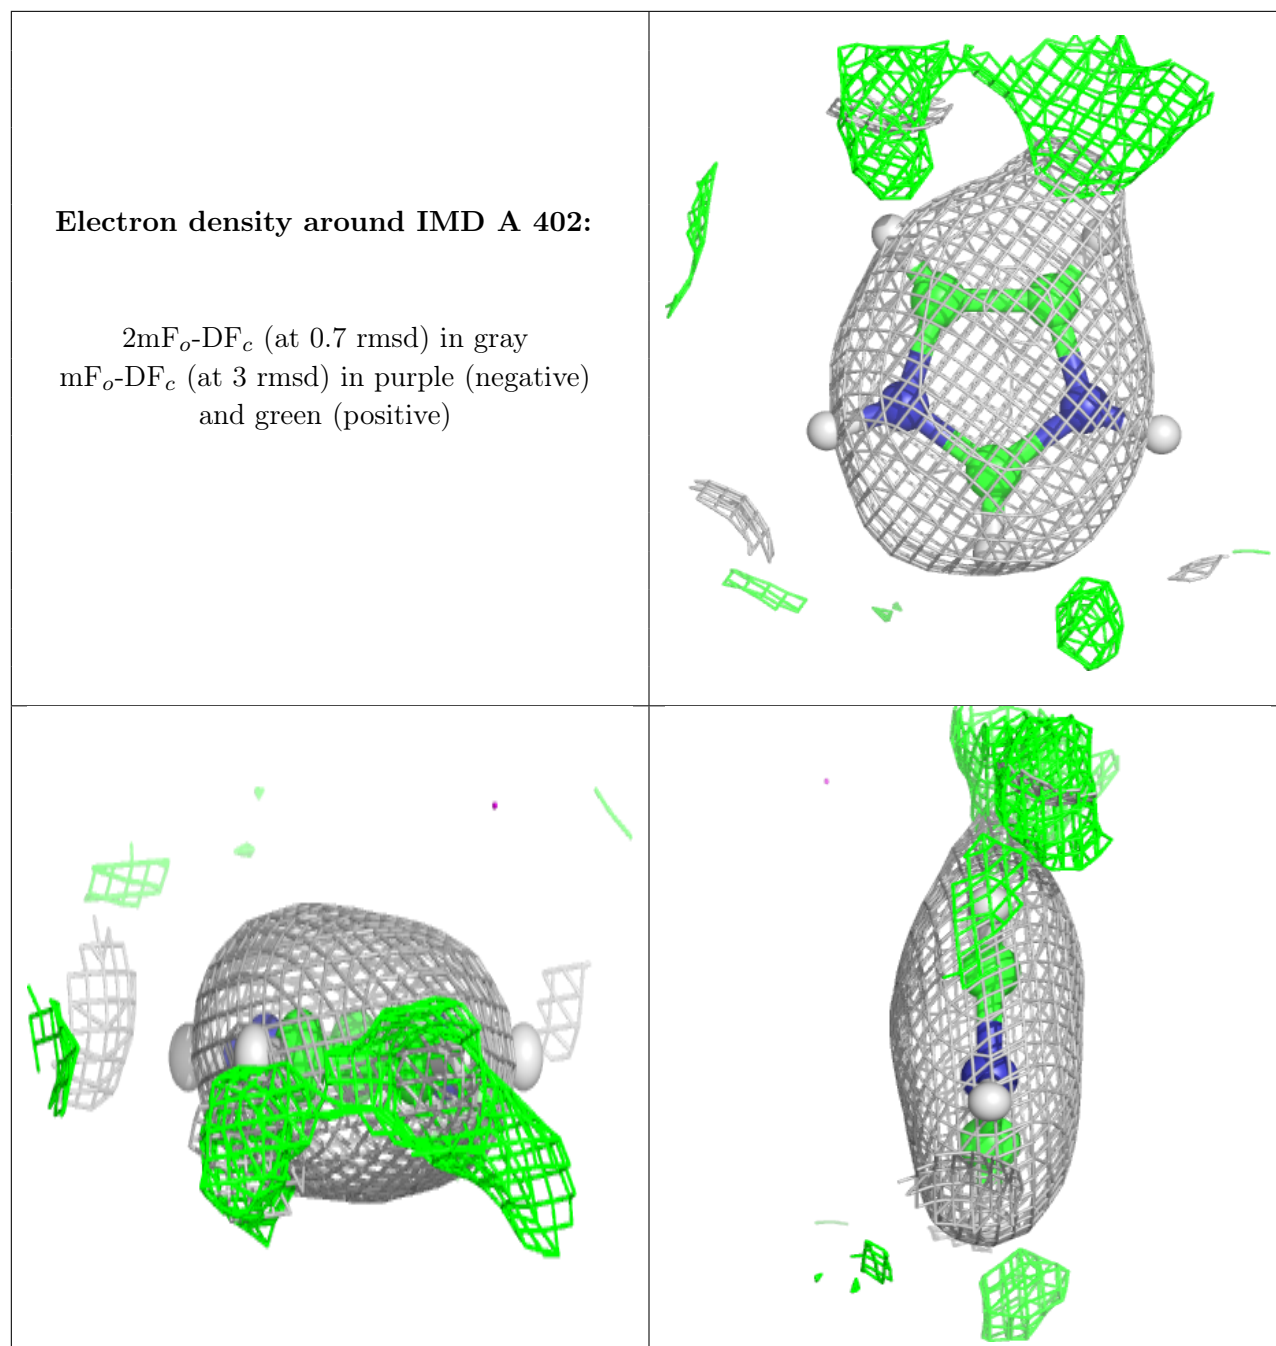 Electron density around IMD A 402:
2mFo-DFc (at 0.7 rmsd) in gray
mFo-DFc (at 3 rmsd) in purple (negative)
and green (positive)